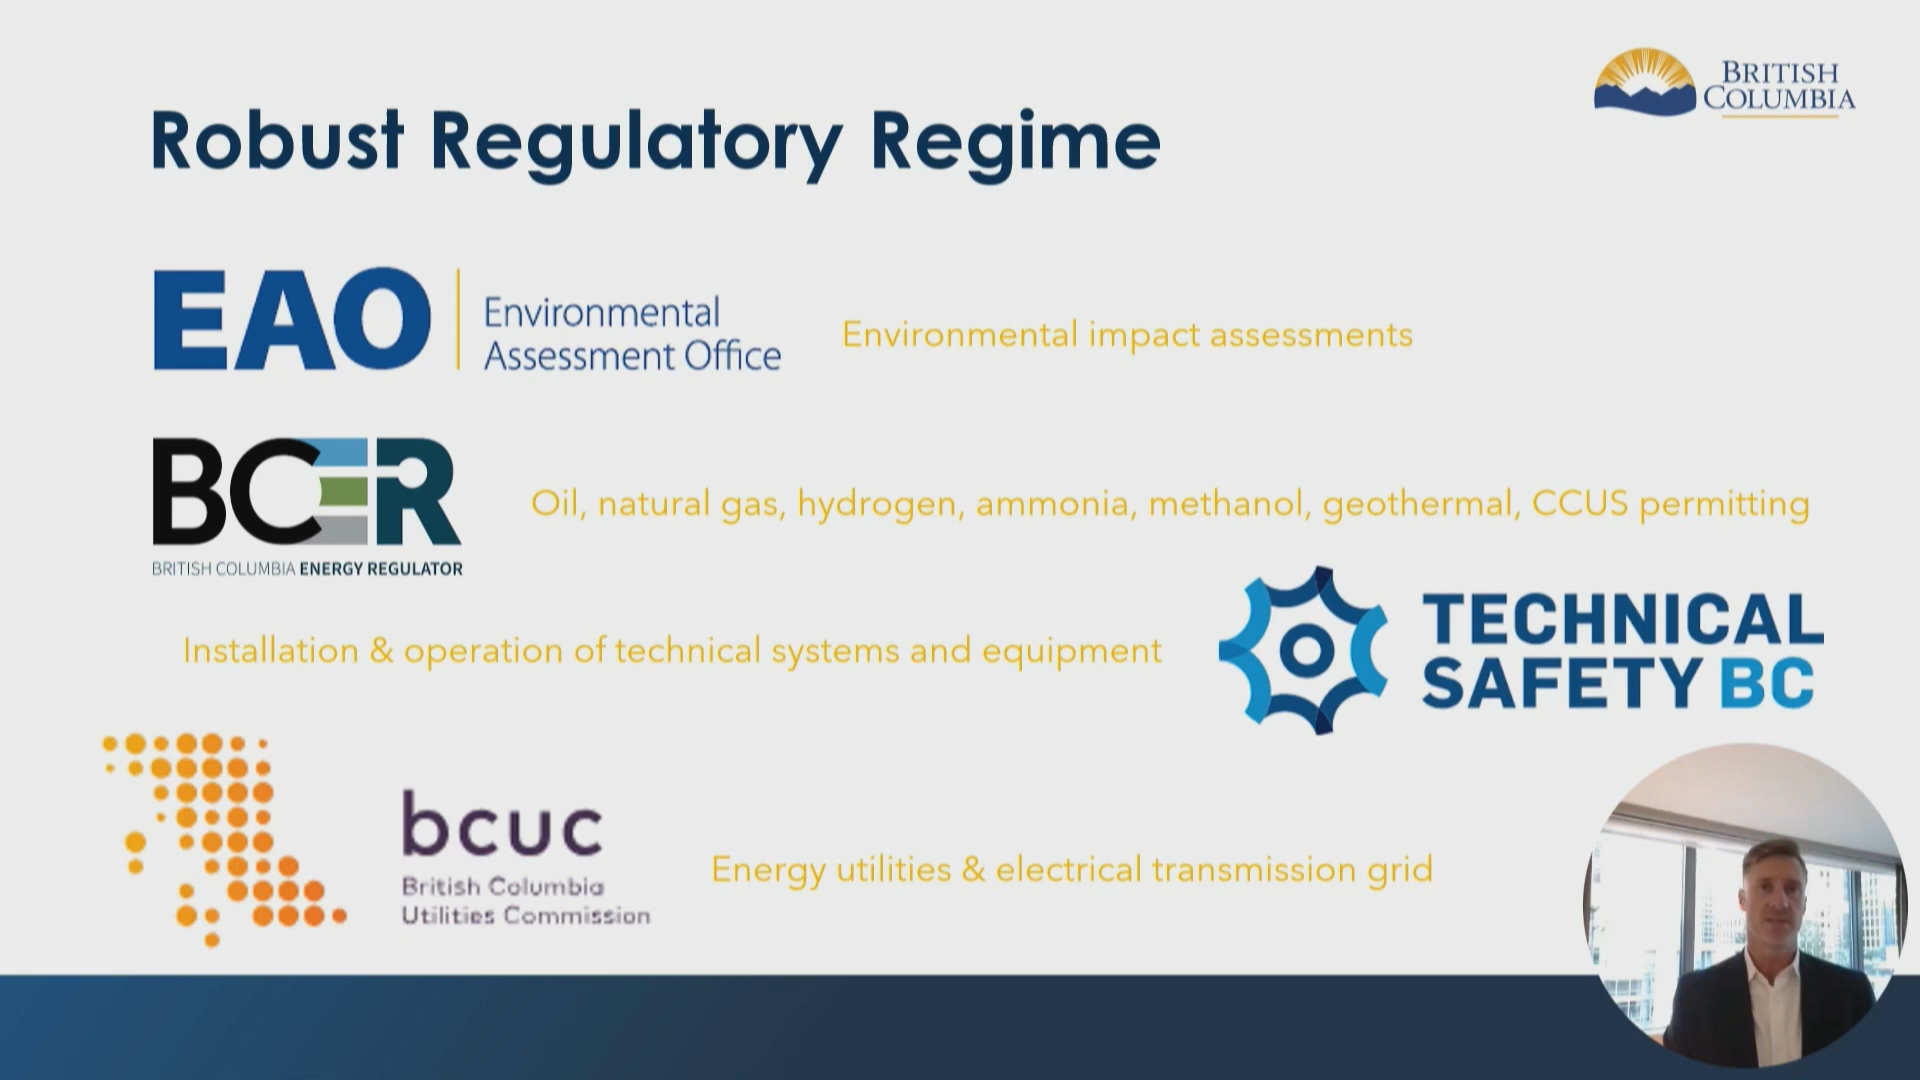 BRITISH
COLUMBIA
Robust Regulatory Regime
EAO
Environmental
Assessment Office
Environmental impact assessments
BCER
BRITISH COLUMBIA ENERGY REGULATOR
Oil, natural gas, hydrogen, ammonia, methanol, geothermal, CCUS permitting
Installation & operation of technical systems and equipment
TECHNICAL
SAFETY BC
bcuc
British Columbia
Utilities Commission
Energy utilities & electrical transmission grid